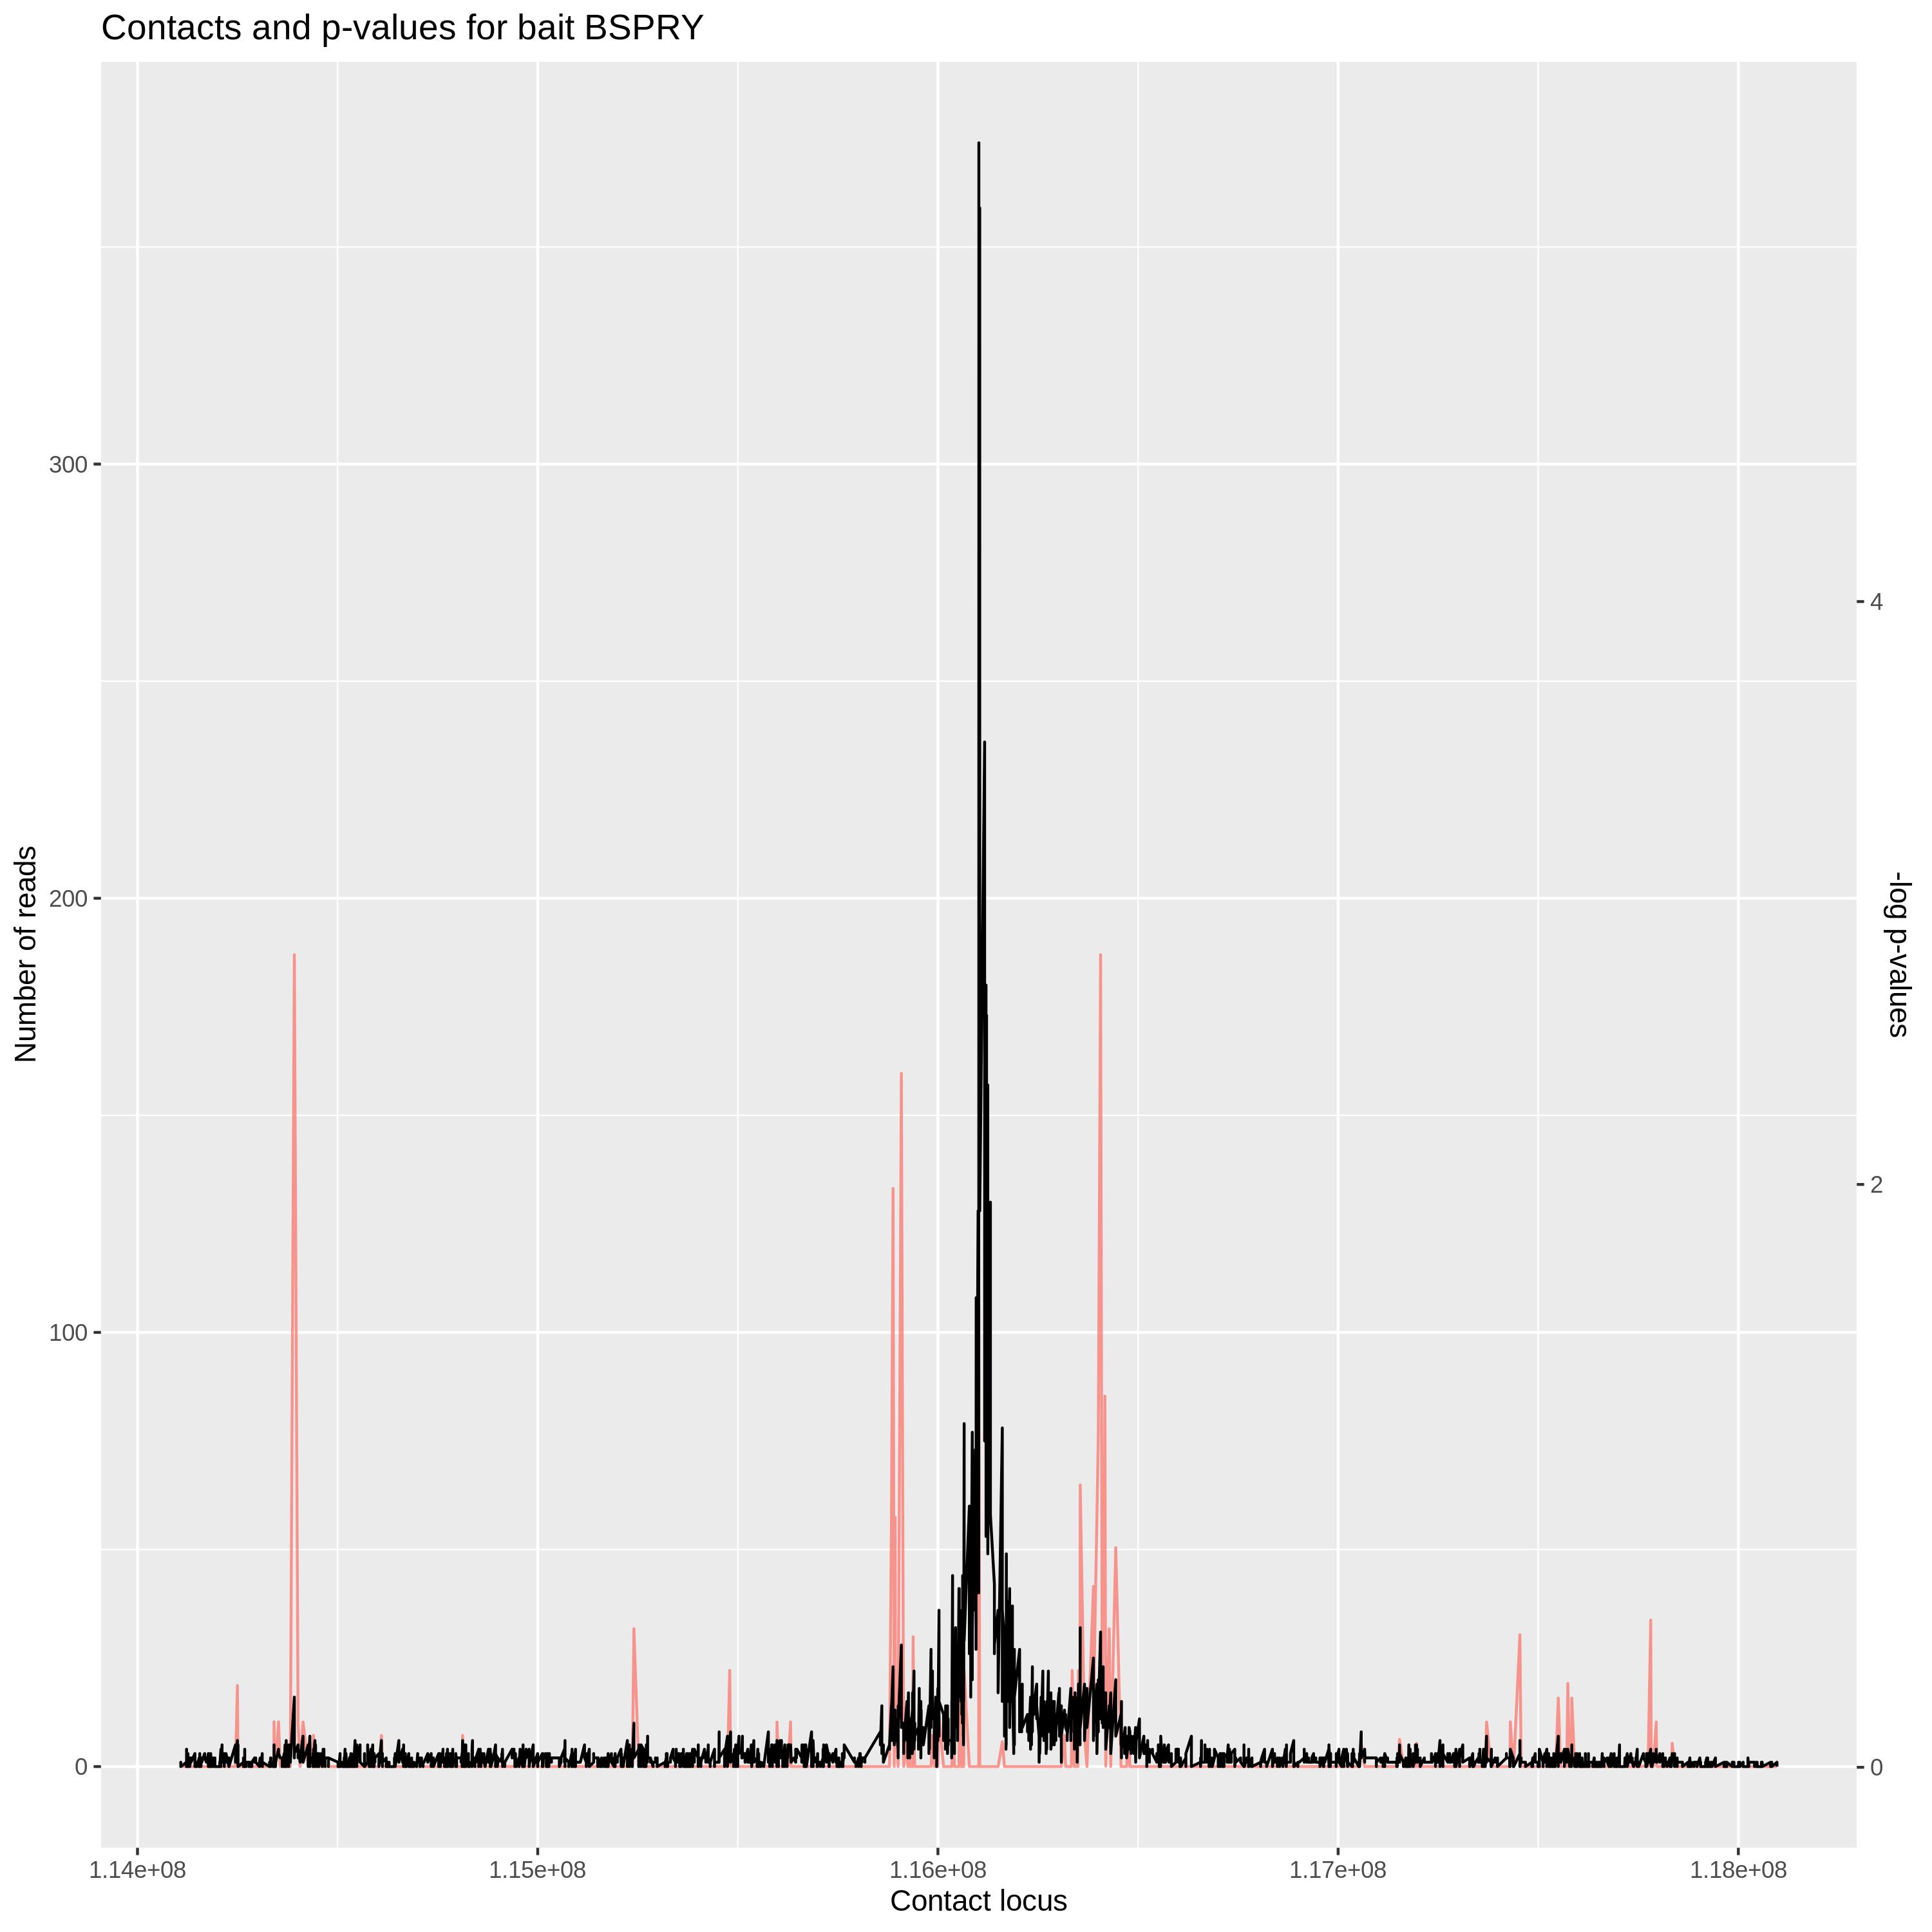 Contacts and p-values for bait BSPRY
Number of reads
300
200
100
0
4
2
0
-log p-values
1.14e+08 1.15e+08 1.16e+08 1.17e+08 1.18e+08
Contact locus